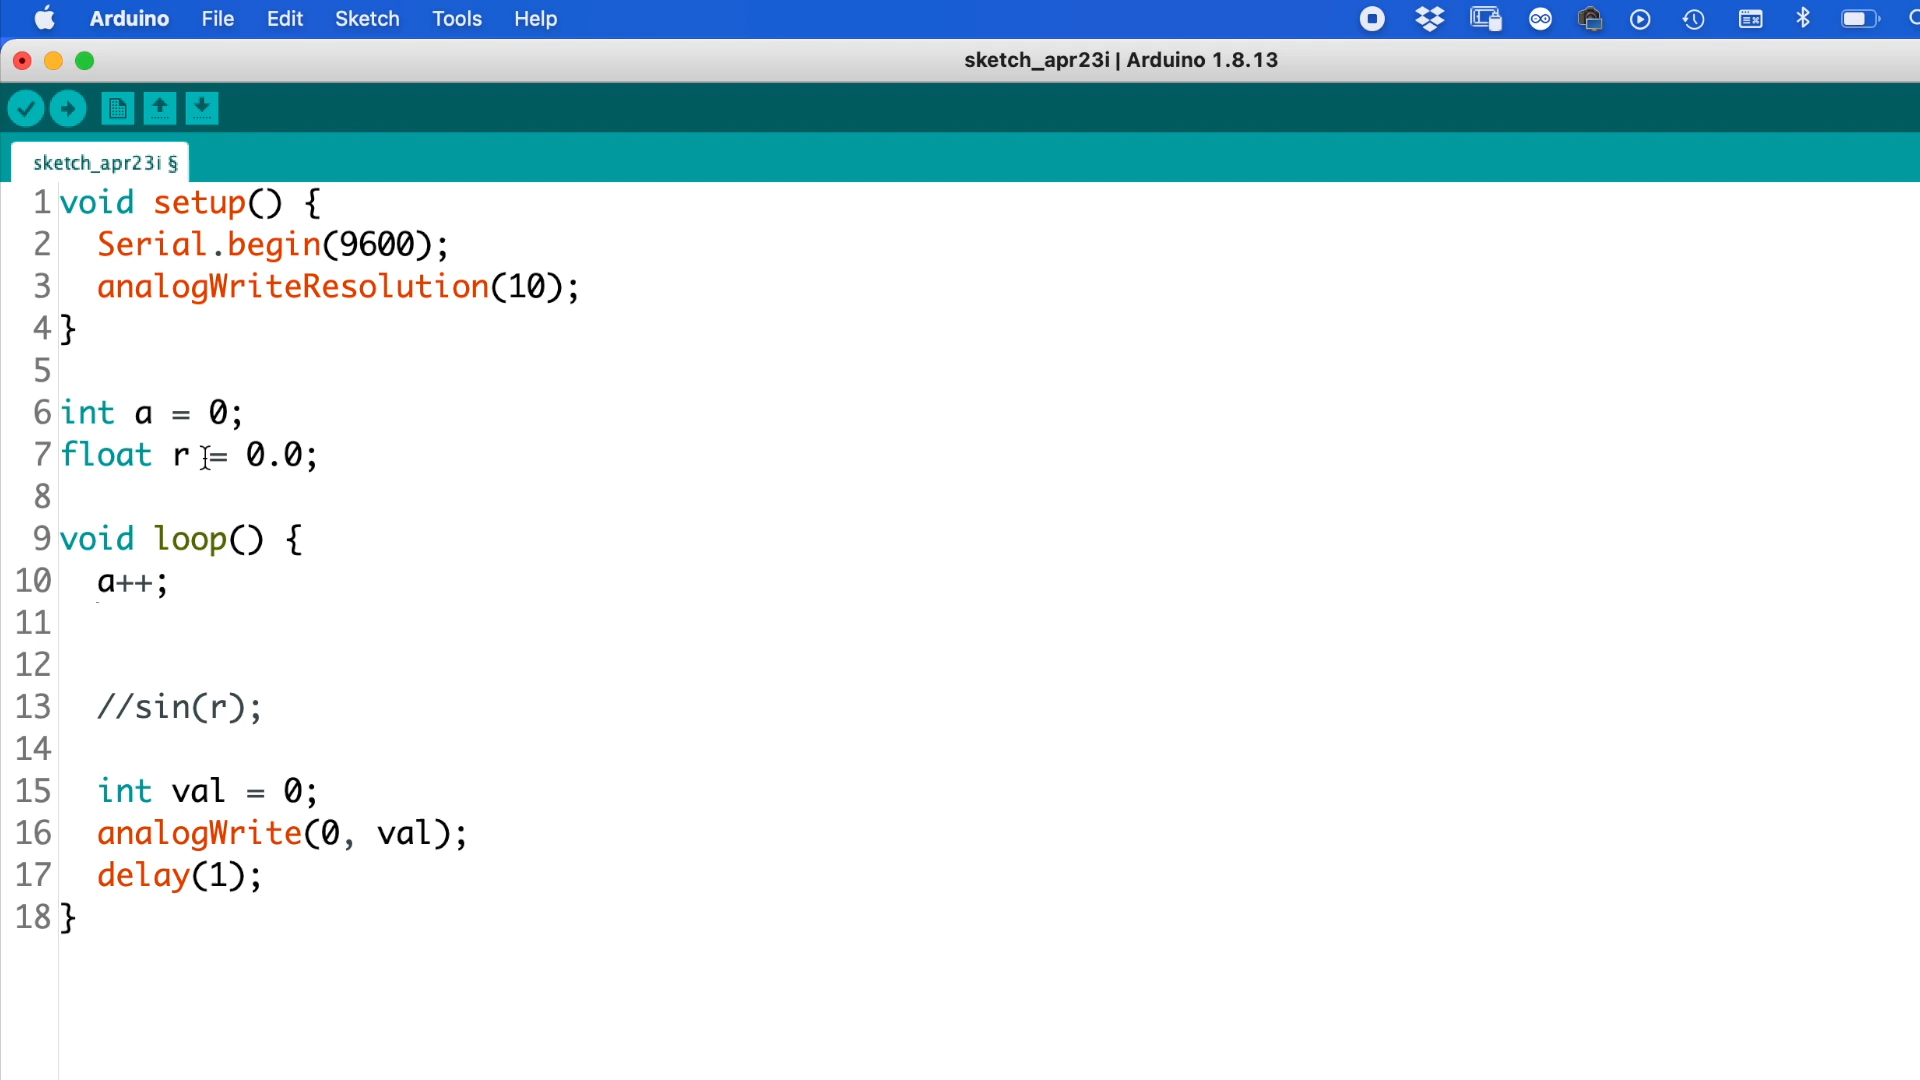 Arduino File Edit Sketch Tools Help
sketch_apr23i | Arduino 1.8.13
sketch_apr23i §
1 void setup() {
2   Serial.begin(9600);
3   analogWriteResolution(10);
4 }
5
6 int a = 0;
7 float r = 0.0;
8
9 void loop() {
10   a++;
11
12
13   //sin(r);
14
15   int val = 0;
16   analogWrite(0, val);
17   delay(1);
18 }